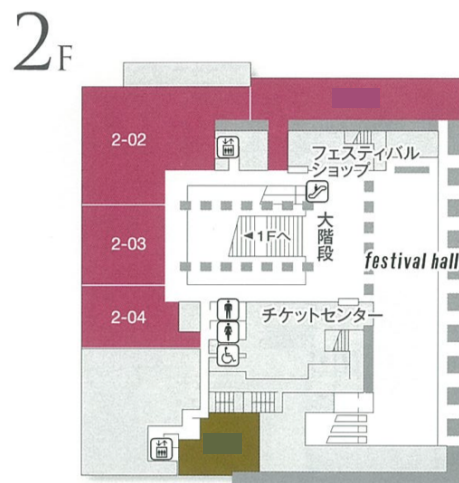 2F
2-02
フェスティバル
ショップ
2-03
◀1Fへ
大階段
festival hall
2-04
チケットセンター